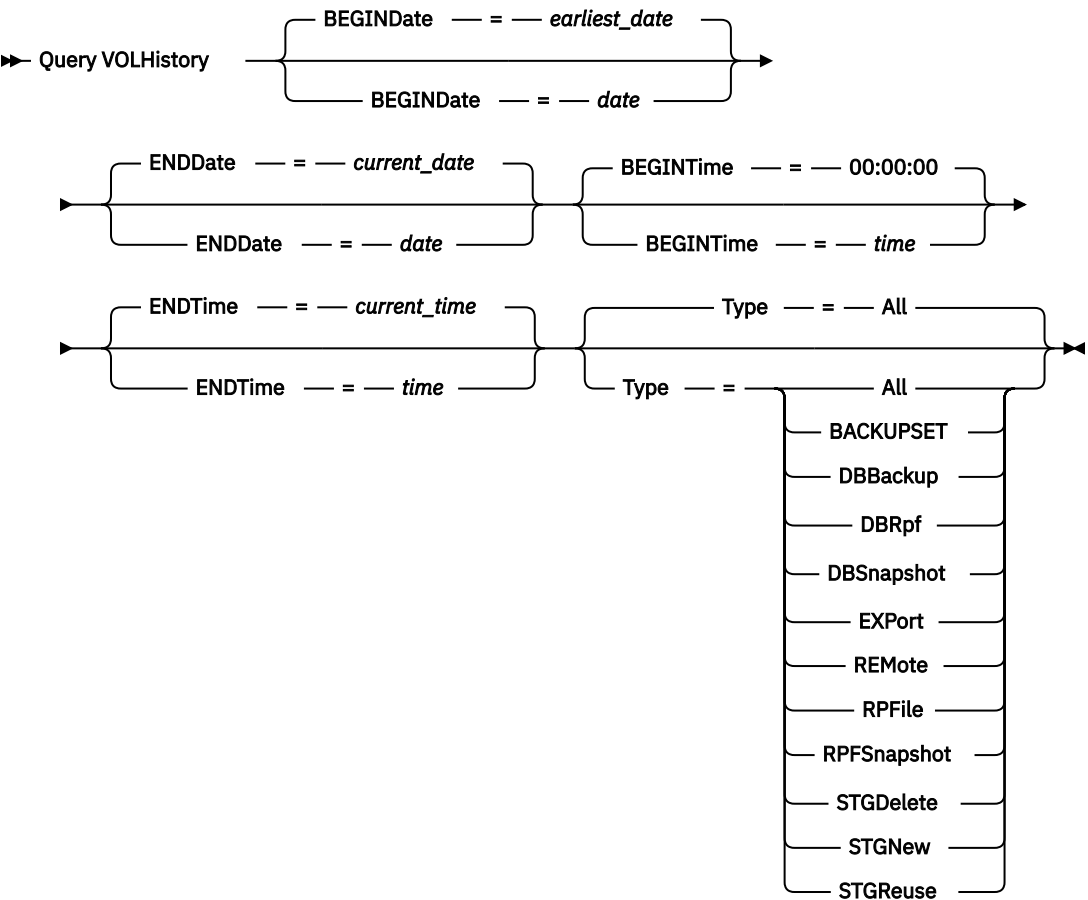 BEGINDate = earliest_date
Query VOLHistory
BEGINDate = date
ENDDate = current_date BEGINTime = 00:00:00
ENDDate = date BEGINTime = time
ENDTime = current_time Type = All
ENDTime = time Type = All
BACKUPSET
DBBackup
DBRpf
DBSnapshot
EXPort
REMote
RPFile
RPFSnapshot
STGDelete
STGNew
STGReuse